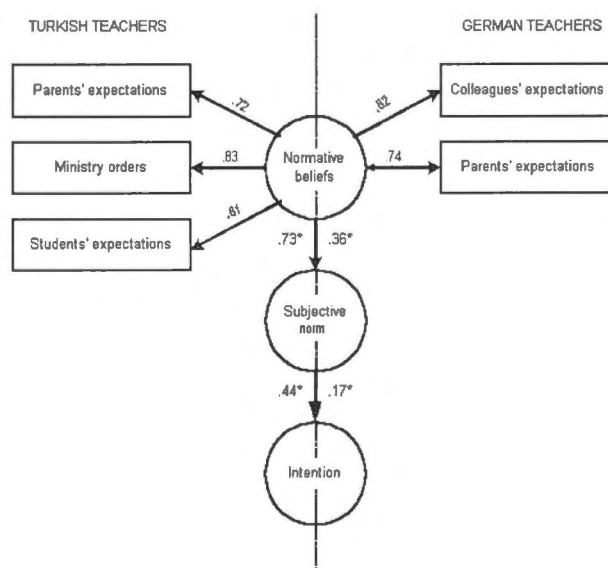 TURKISH TEACHERS
GERMAN TEACHERS
Parents' expectations
.72
.82
Colleagues' expectations
Ministry orders
.83
Normative
beliefs
.74
Parents' expectations
Students' expectations
.81
.73*
.36*
Subjective
norm
.44*
.17*
Intention